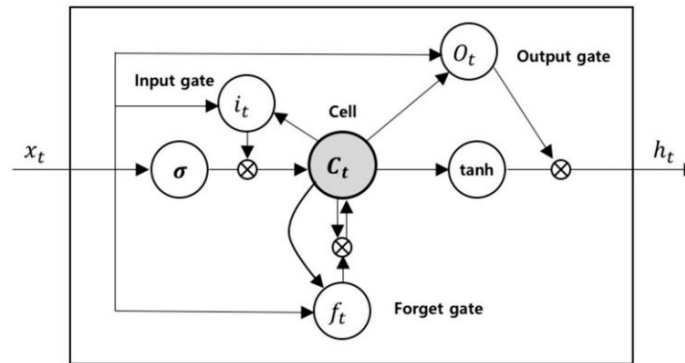 O_t
Output gate
Input gate
i_t
Cell
x_t
σ
C_t
tanh
h_t
f_t
Forget gate